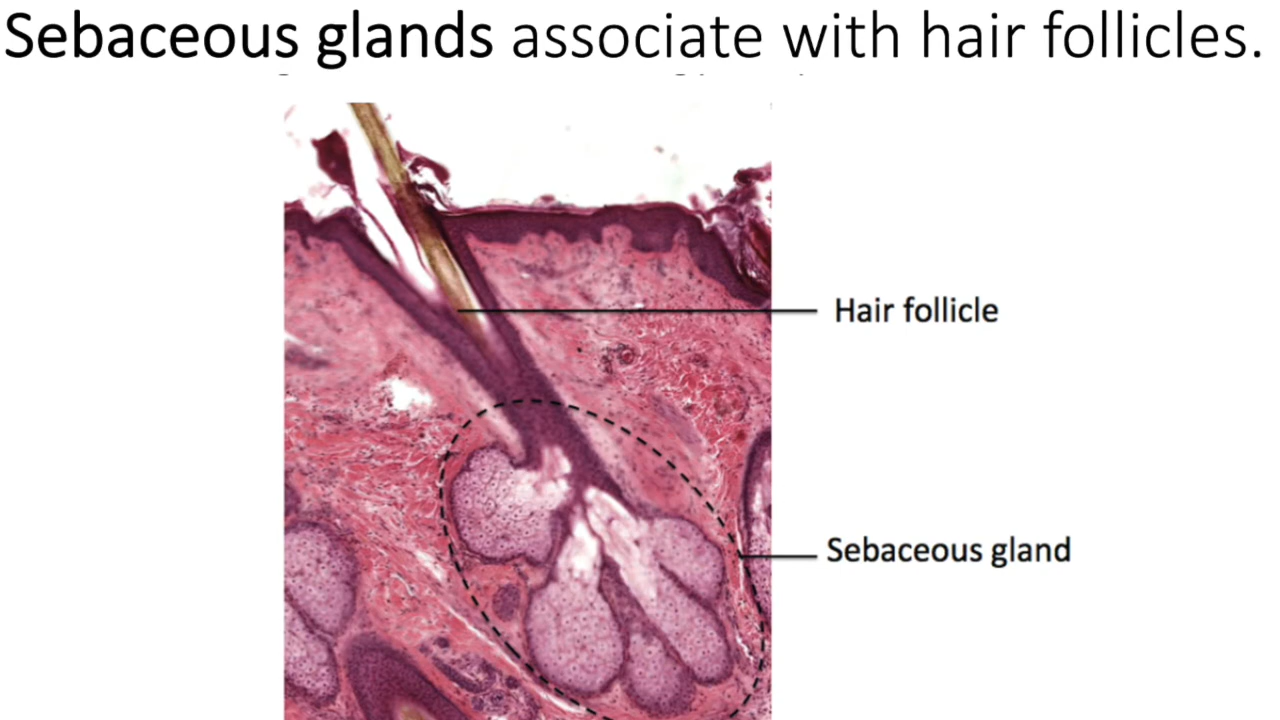 Sebaceous glands associate with hair follicles.
Hair follicle
Sebaceous gland